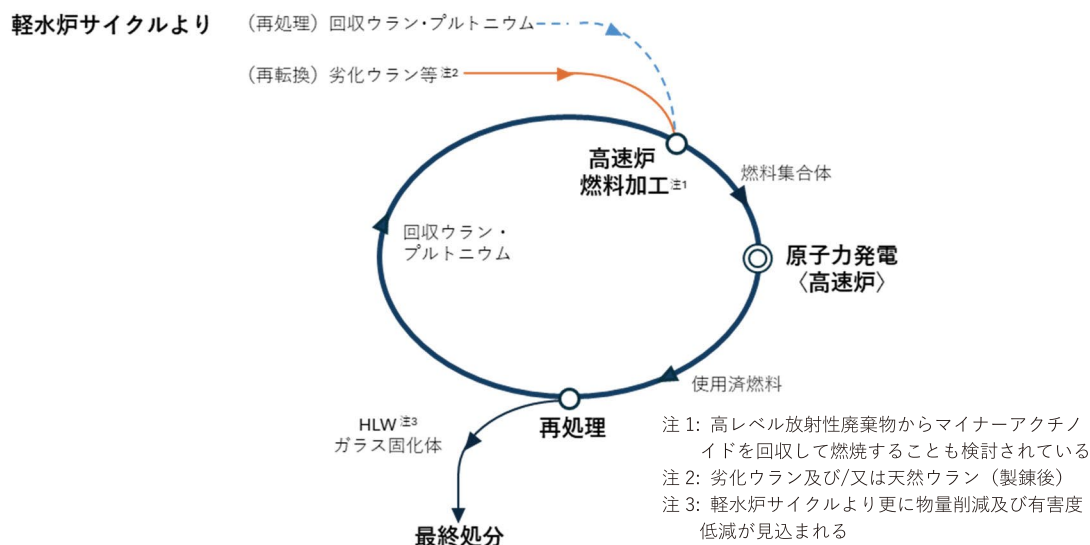 軽水炉サイクルより
（再処理）回収ウラン・プルトニウム
（再転換）劣化ウラン等注2
高速炉
燃料加工注1
燃料集合体
回収ウラン・
プルトニウム
原子力発電
〈高速炉〉
使用済燃料
再処理
HLW注3
ガラス固化体
最終処分
注 1: 高レベル放射性廃棄物からマイナーアクチノ
イドを回収して燃焼することも検討されている
注 2: 劣化ウラン及び/又は天然ウラン（製錬後）
注 3: 軽水炉サイクルより更に物量削減及び有害度
低減が見込まれる